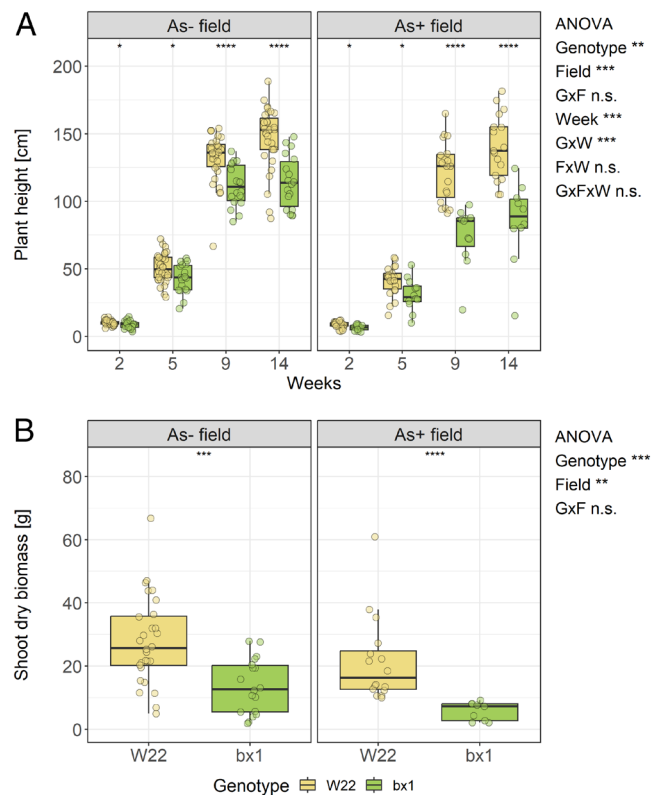 A
As- field
As+ field
* * **** ****
* * **** ****
ANOVA
Genotype **
Field ***
GxF n.s.
Week ***
GxW ***
FxW n.s.
GxFxW n.s.
Plant height [cm]
200
150
100
50
0
2 5 9 14
2 5 9 14
Weeks
B
As- field
As+ field
***
****
ANOVA
Genotype ***
Field **
GxF n.s.
Shoot dry biomass [g]
80
60
40
20
0
W22 bx1
W22 bx1
Genotype W22 bx1